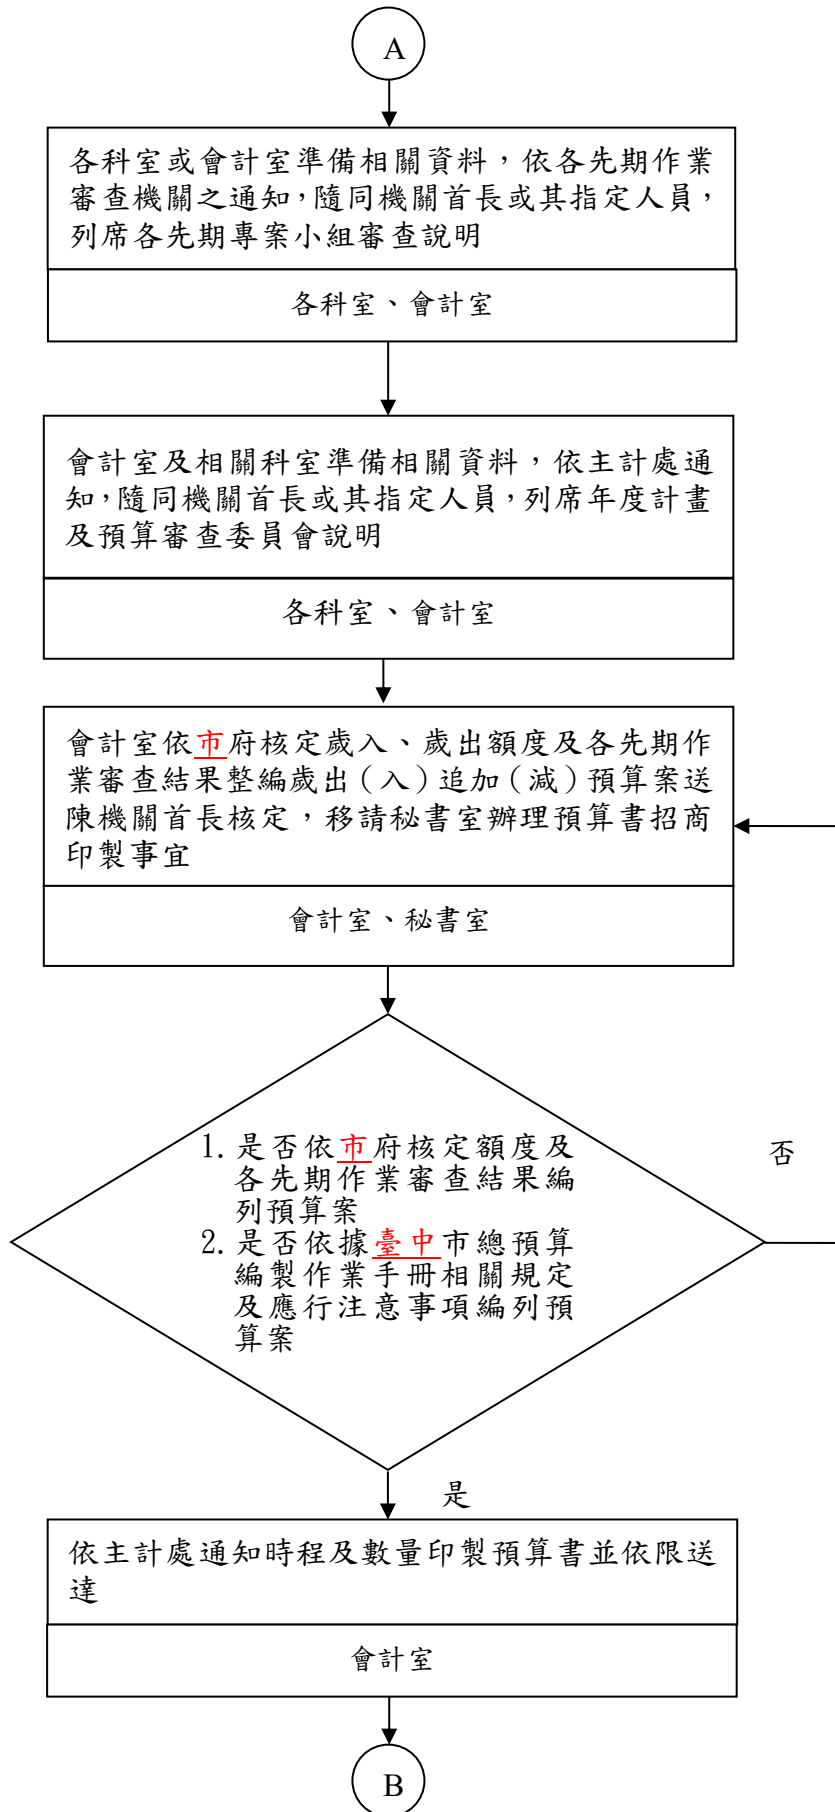 A
各科室或會計室準備相關資料，依各先期作業
審查機關之通知，隨同機關首長或其指定人員，
列席各先期專案小組審查說明
各科室、會計室
會計室及相關科室準備相關資料，依主計處通
知，隨同機關首長或其指定人員，列席年度計畫
及預算審查委員會說明
各科室、會計室
會計室依市府核定歲入、歲出額度及各先期作
業審查結果整編歲出（入）追加（減）預算案送
陳機關首長核定，移請秘書室辦理預算書招商
印製事宜
會計室、秘書室
1. 是否依市府核定額度及
各先期作業審查結果編
列預算案
2. 是否依據臺中市總預算
編製作業手冊相關規定
及應行注意事項編列預
算案
否
是
依主計處通知時程及數量印製預算書並依限送
達
會計室
B